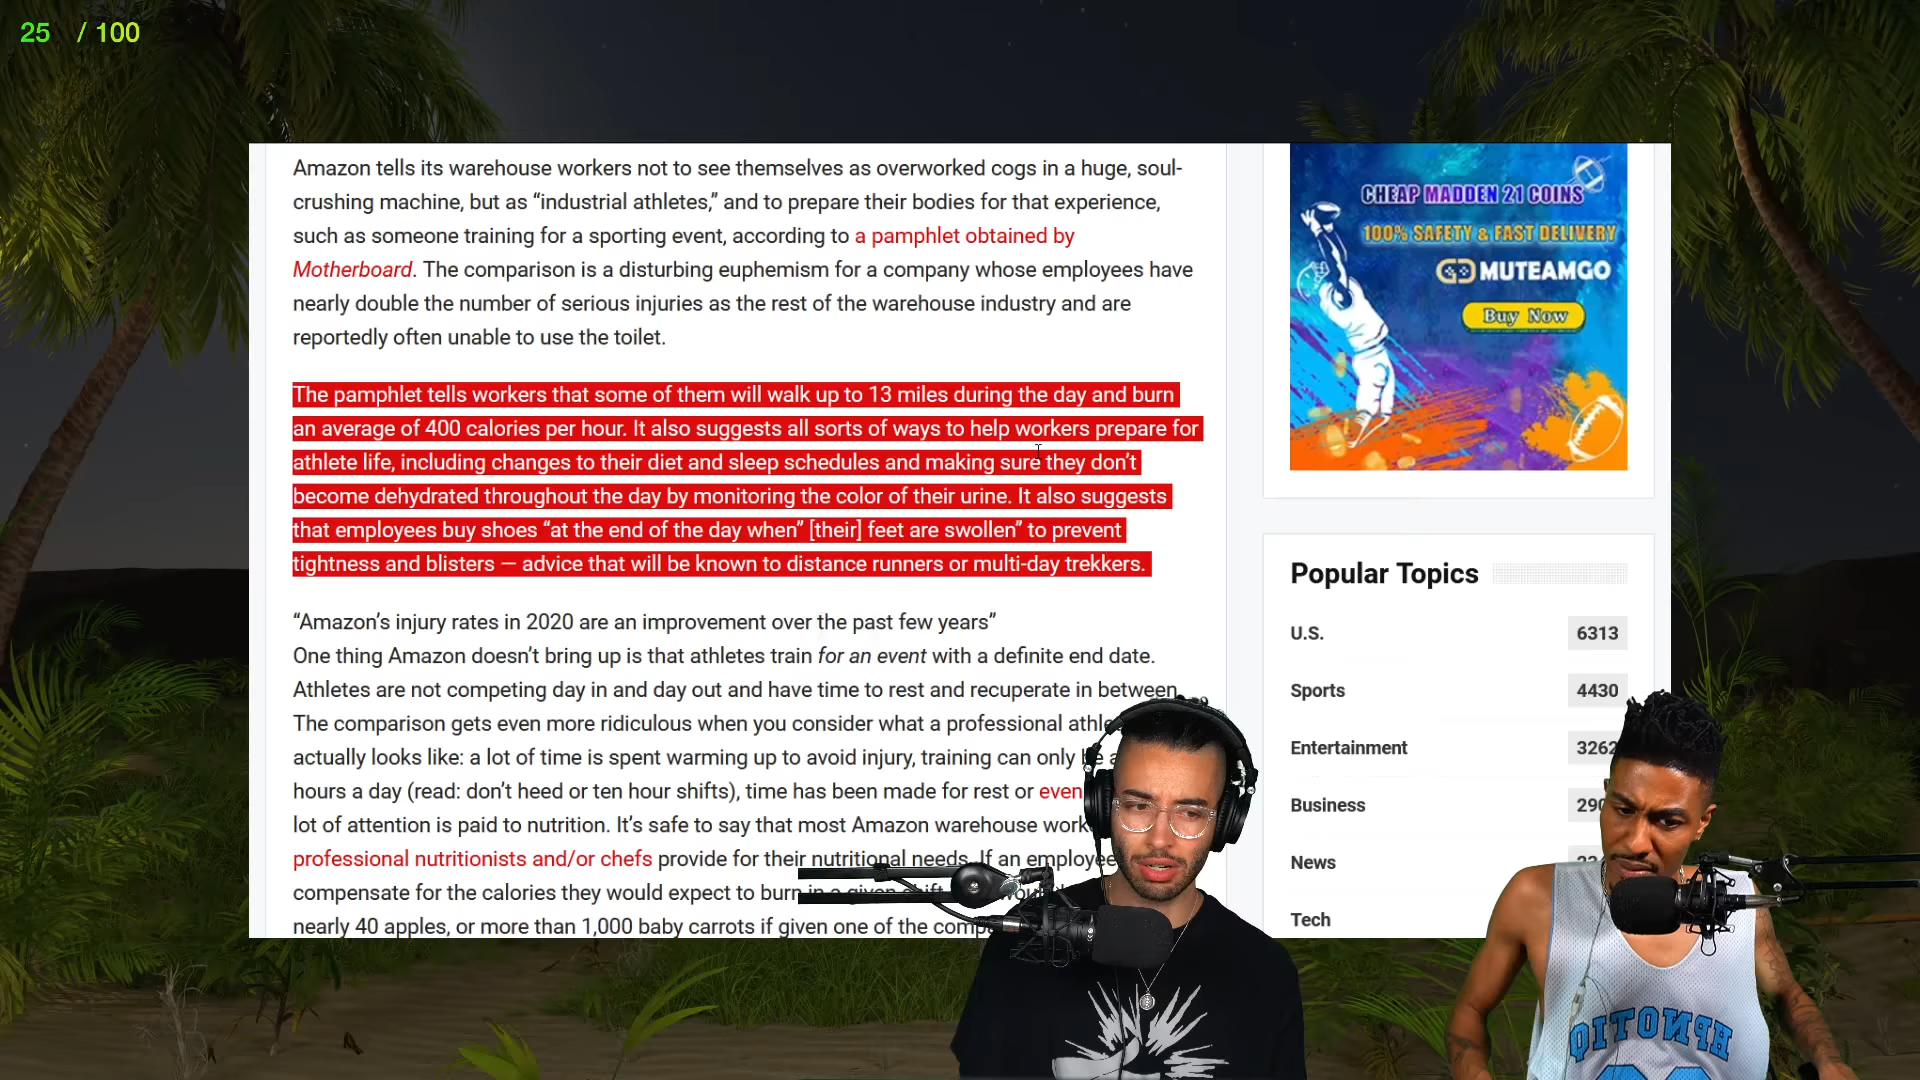 25 / 100
Amazon tells its warehouse workers not to see themselves as overworked cogs in a huge, soul-
crushing machine, but as “industrial athletes,” and to prepare their bodies for that experience,
such as someone training for a sporting event, according to a pamphlet obtained by
Motherboard. The comparison is a disturbing euphemism for a company whose employees have
nearly double the number of serious injuries as the rest of the warehouse industry and are
reportedly often unable to use the toilet.
The pamphlet tells workers that some of them will walk up to 13 miles during the day and burn
an average of 400 calories per hour. It also suggests all sorts of ways to help workers prepare for
athlete life, including changes to their diet and sleep schedules and making sure they don’t
become dehydrated throughout the day by monitoring the color of their urine. It also suggests
that employees buy shoes “at the end of the day when” [their] feet are swollen” to prevent
tightness and blisters — advice that will be known to distance runners or multi-day trekkers.
“Amazon’s injury rates in 2020 are an improvement over the past few years”
One thing Amazon doesn’t bring up is that athletes train for an event with a definite end date.
Athletes are not competing day in and day out and have time to rest and recuperate in between.
The comparison gets even more ridiculous when you consider what a professional
actually looks like: a lot of time is spent warming up to avoid injury, training can only
hours a day (read: don’t heed or ten hour shifts), time has been made for rest or even
lot of attention is paid to nutrition. It’s safe to say that most Amazon warehouse
professional nutritionists and/or chefs provide for their nutritional needs. If an
compensate for the calories they would expect to burn in a given shift
nearly 40 apples, or more than 1,000 baby carrots if given one of the
CHEAP MADDEN 21 COINS
100% SAFETY & FAST DELIVERY
MUTEAMGO
Buy Now
Popular Topics
U.S. 6313
Sports 4430
Entertainment 3262
Business
News
Tech